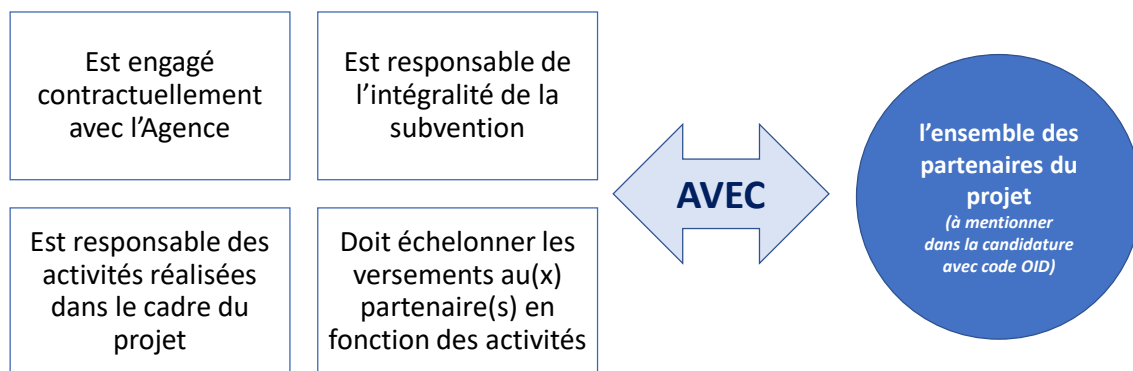 Est engagé
contractuellement
avec l’Agence
Est responsable de
l’intégralité de la
subvention
Est responsable des
activités réalisées
dans le cadre du
projet
Doit échelonner les
versements au(x)
partenaire(s) en
fonction des activités
AVEC
l’ensemble des
partenaires du
projet
(à mentionner
dans la candidature
avec code OID)